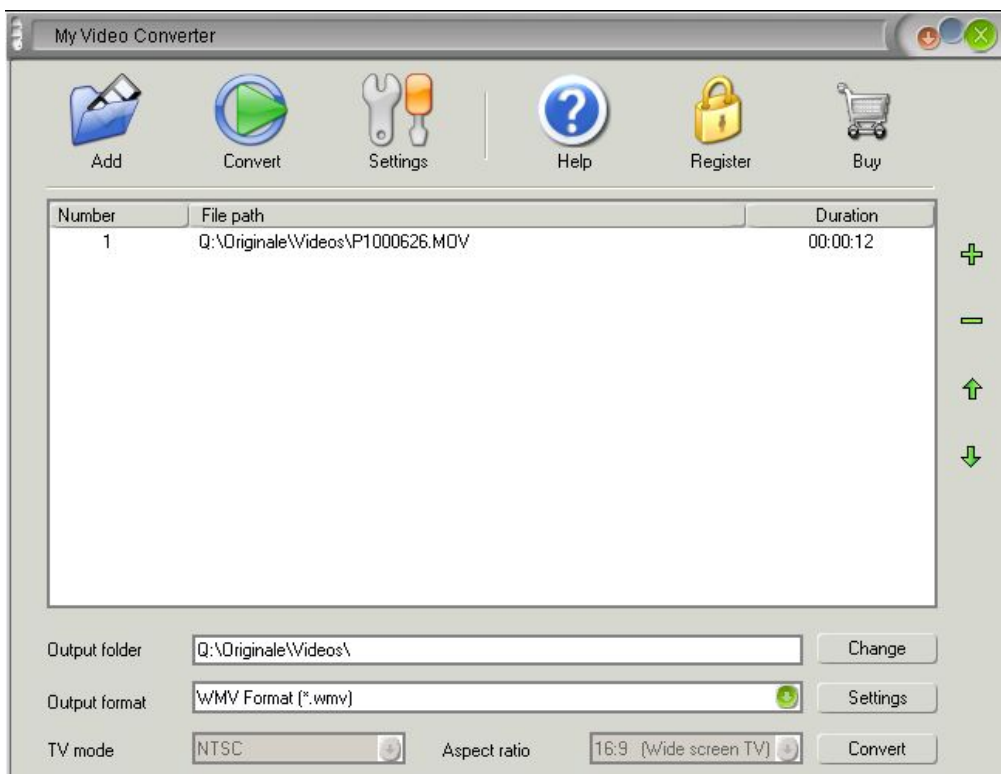 My Video Converter
Add Convert Settings Help Register Buy
Number File path Duration
1 Q:\Originale\Videos\P1000626.MOV 00:00:12
Output folder Q:\Originale\Videos\ Change
Output format WMV Format (*.wmv) Settings
TV mode NTSC Aspect ratio 16:9 (Wide screen TV) Convert